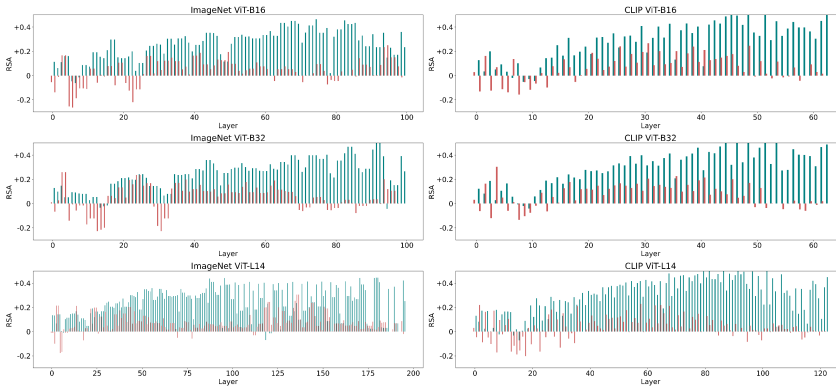 ImageNet ViT-B16
CLIP ViT-B16
+0.4
+0.2
0
-0.2
RSA
0 20 40 60 80 100
Layer
+0.4
+0.2
0
-0.2
RSA
0 10 20 30 40 50 60
Layer
ImageNet ViT-B32
CLIP ViT-B32
+0.4
+0.2
0
-0.2
RSA
0 20 40 60 80 100
Layer
+0.4
+0.2
0
-0.2
RSA
0 10 20 30 40 50 60
Layer
ImageNet ViT-L14
CLIP ViT-L14
+0.4
+0.2
0
-0.2
RSA
0 25 50 75 100 125 150 175 200
Layer
+0.4
+0.2
0
-0.2
RSA
0 20 40 60 80 100 120
Layer